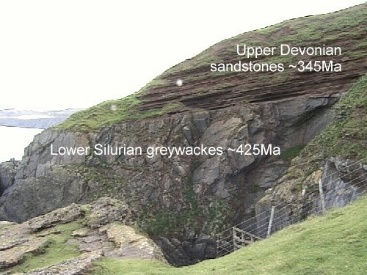 Upper Devonian
sandstones ~345Ma
Lower Silurian greywackes ~425Ma